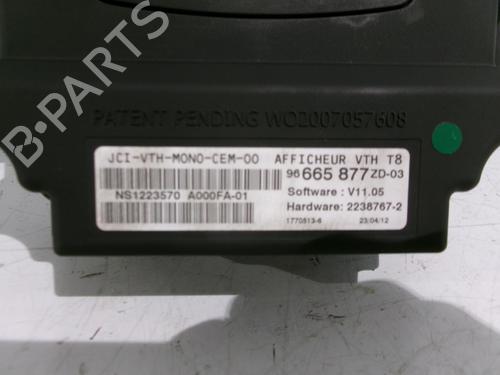 PATENT PENDING WO2007057608
JCI-VTH-MONO-CEM-00 AFFICHEUR VTH T8
96 665 877 ZD-03
NS1223570 A000FA-01
Software : V11.05
Hardware: 2238767-2
1770513-6 23/04/12
B-PARTS